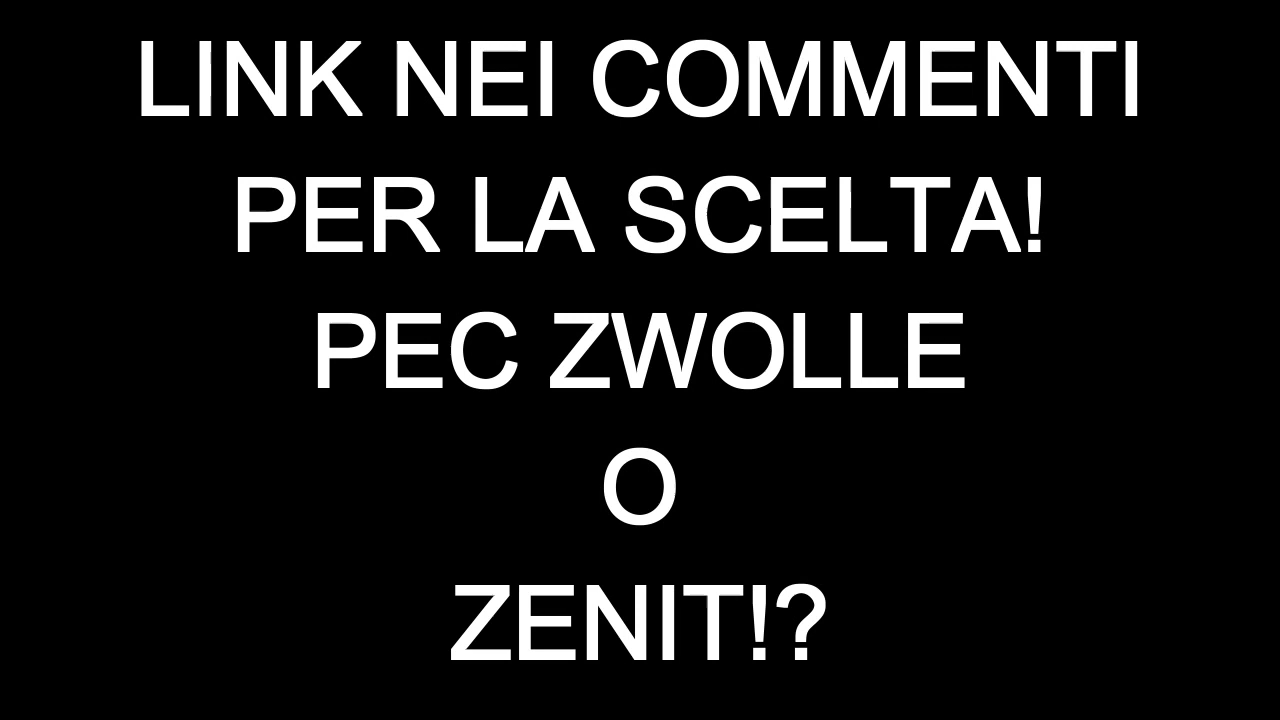 LINK NEI COMMENTI
PER LA SCELTA!
PEC ZWOLLE
O
ZENIT!?